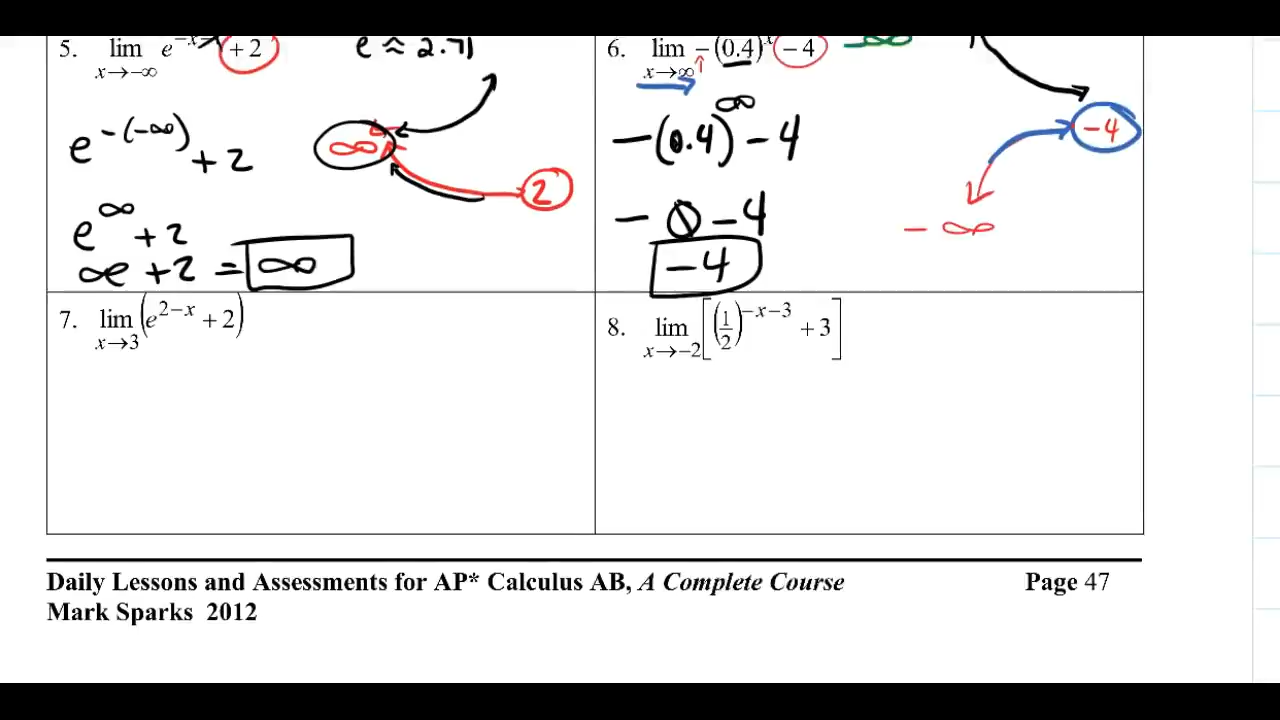 5. lim e^{-x} + 2 e ≈ 2.71
x→-∞
e^{-(-∞)} + 2
∞
2
e^∞ + 2
∞ + 2 = ∞
6. lim -(0.4)^x - 4 -∞
x→∞
-(0.4)^∞ - 4
-4
- 0 - 4
- ∞
-4
7. lim (e^{2-x} + 2)
x→3
8. lim [(1/2)^{-x-3} + 3]
x→-2
Daily Lessons and Assessments for AP* Calculus AB, A Complete Course Page 47
Mark Sparks 2012